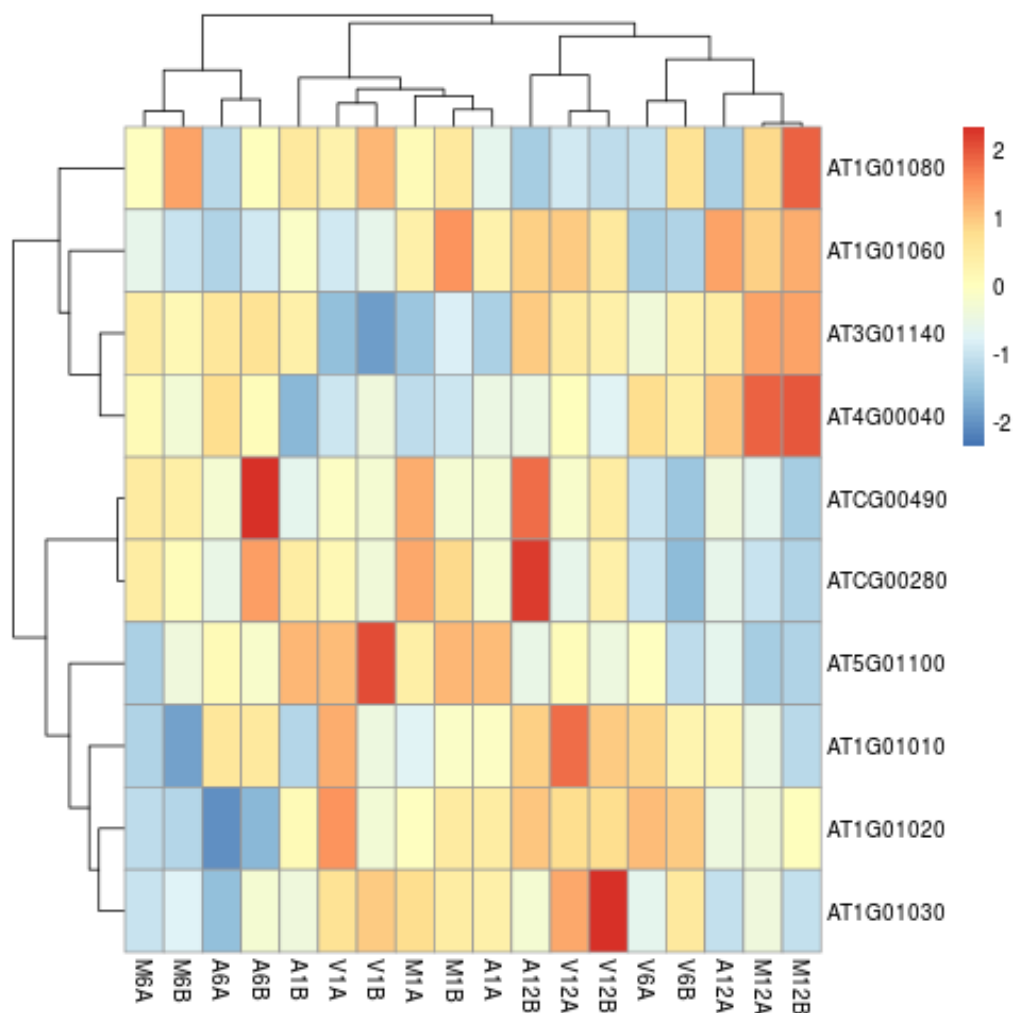 AT1G01080
AT1G01060
AT3G01140
AT4G00040
ATCG00490
ATCG00280
AT5G01100
AT1G01010
AT1G01020
AT1G01030
2
1
0
-1
-2
M6A M6B A6A A6B A1B V1A V1B M1A M1B A1A A12B V12A V12B V6A V6B A12A M12A M12B